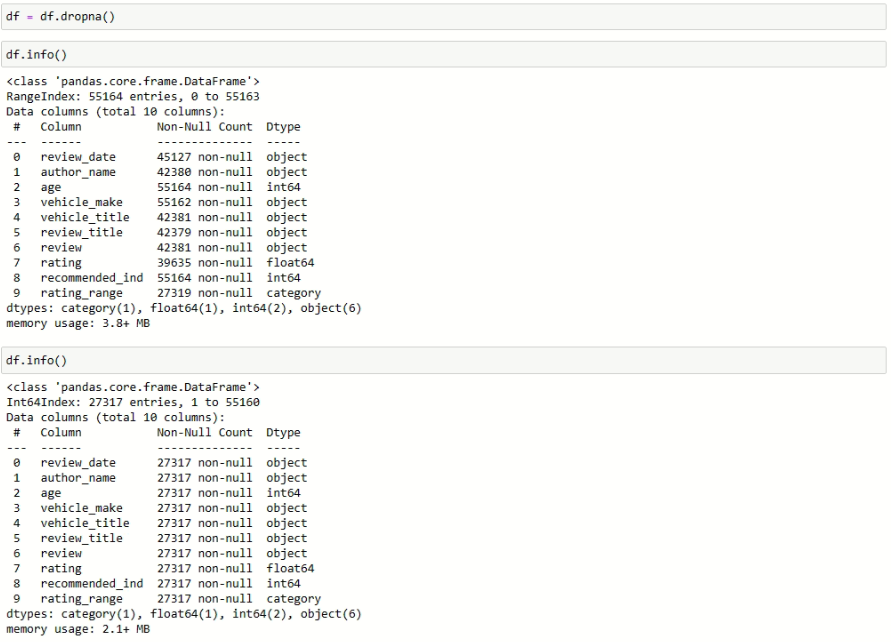 df = df.dropna()
df.info()
<class 'pandas.core.frame.DataFrame'>
RangeIndex: 55164 entries, 0 to 55163
Data columns (total 10 columns):
 #   Column           Non-Null Count  Dtype
---  ------           --------------  -----
 0   review_date      45127 non-null  object
 1   author_name      42380 non-null  object
 2   age              55164 non-null  int64
 3   vehicle_make     55162 non-null  object
 4   vehicle_title    42381 non-null  object
 5   review_title     42379 non-null  object
 6   review           42381 non-null  object
 7   rating           39635 non-null  float64
 8   recommended_ind  55164 non-null  int64
 9   rating_range     27319 non-null  category
dtypes: category(1), float64(1), int64(2), object(6)
memory usage: 3.8+ MB
df.info()
<class 'pandas.core.frame.DataFrame'>
Int64Index: 27317 entries, 1 to 55160
Data columns (total 10 columns):
 #   Column           Non-Null Count  Dtype
---  ------           --------------  -----
 0   review_date      27317 non-null  object
 1   author_name      27317 non-null  object
 2   age              27317 non-null  int64
 3   vehicle_make     27317 non-null  object
 4   vehicle_title    27317 non-null  object
 5   review_title     27317 non-null  object
 6   review           27317 non-null  object
 7   rating           27317 non-null  float64
 8   recommended_ind  27317 non-null  int64
 9   rating_range     27317 non-null  category
dtypes: category(1), float64(1), int64(2), object(6)
memory usage: 2.1+ MB